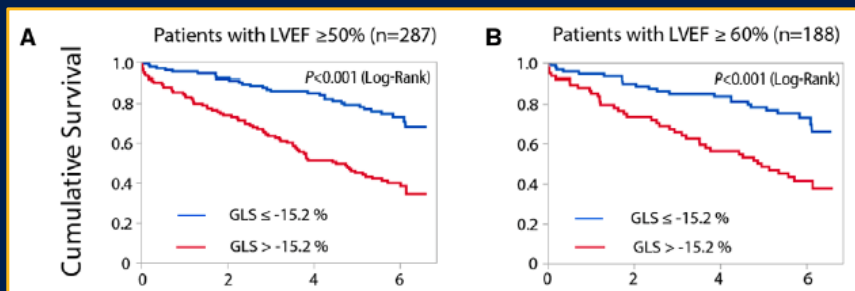 A Patients with LVEF ≥50% (n=287)
P<0.001 (Log-Rank)
Cumulative Survival
1.0
0.8
0.6
0.4
0.2
0
GLS ≤ -15.2 %
GLS > -15.2 %
0 2 4 6
B Patients with LVEF ≥ 60% (n=188)
P<0.001 (Log-Rank)
1.0
0.8
0.6
0.4
0.2
0
GLS ≤ -15.2 %
GLS > -15.2 %
0 2 4 6